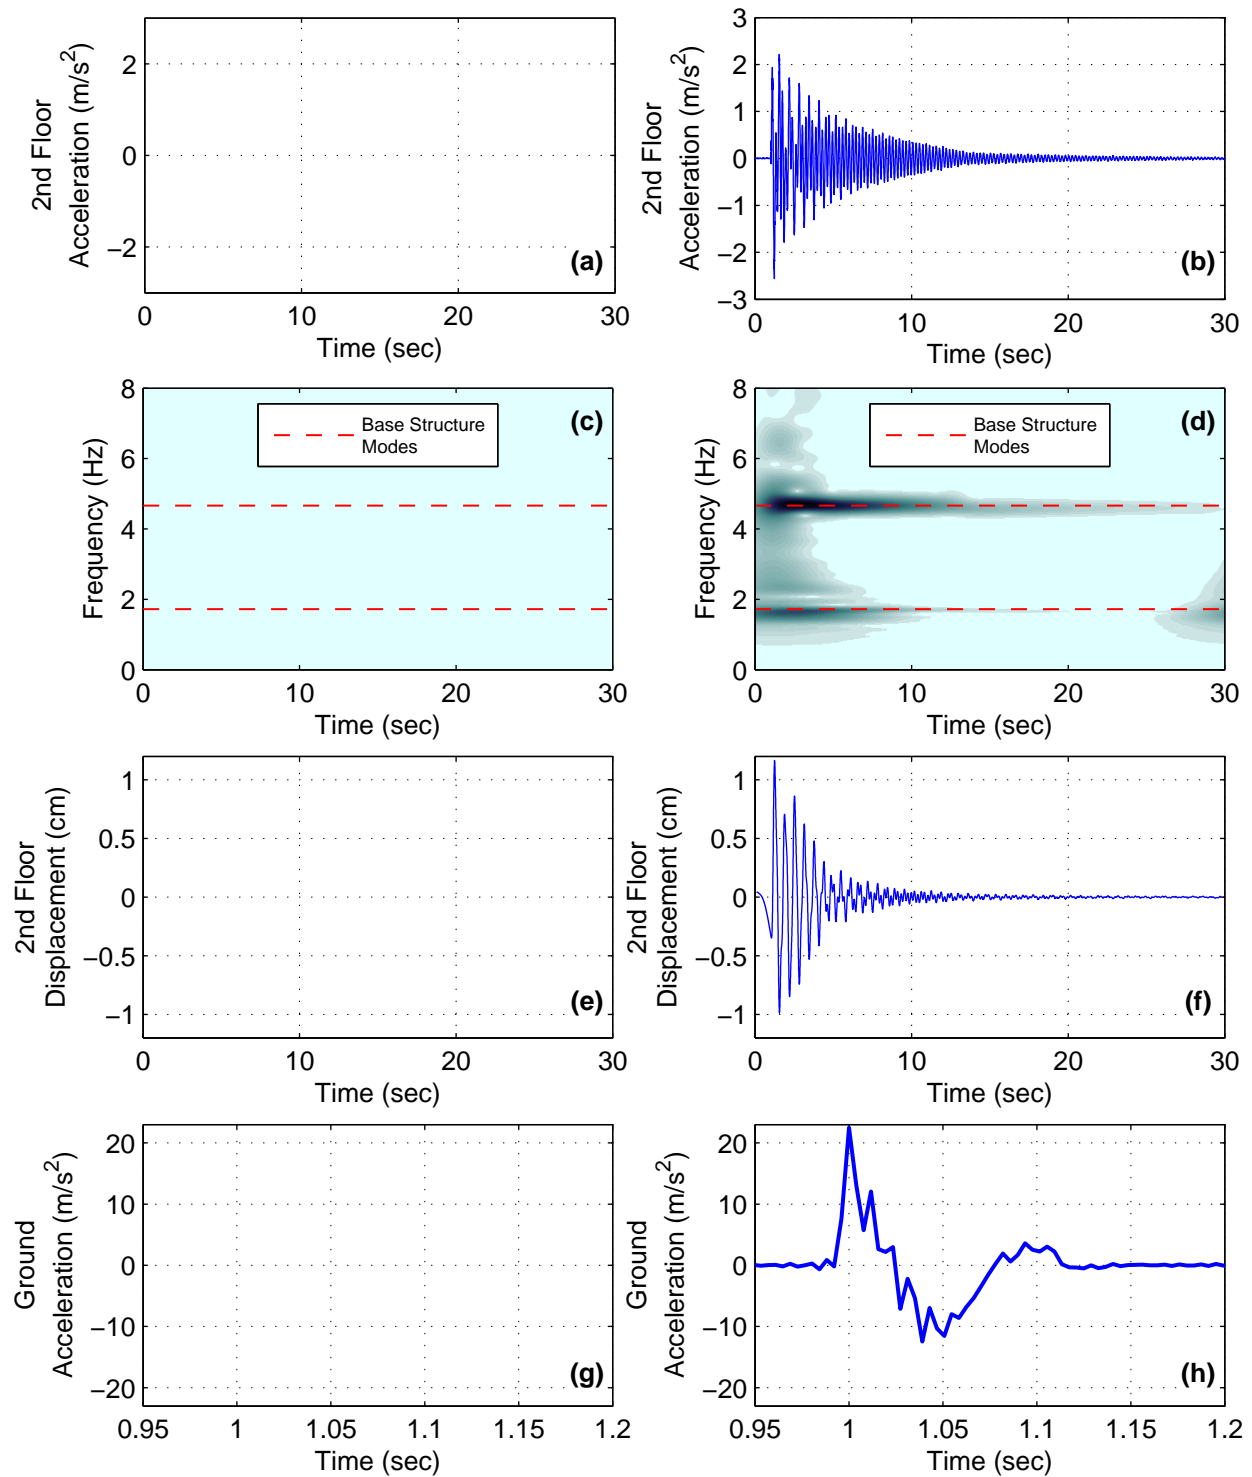 2nd Floor
Acceleration (m/s2)
2
0
−2
0
10
20
30
Time (sec)
(a)
2nd Floor
Acceleration (m/s2)
3
2
1
0
−1
−2
−3
0
10
20
30
Time (sec)
(b)
Frequency (Hz)
8
6
4
2
0
0
10
20
30
Time (sec)
Base Structure
Modes
(c)
Frequency (Hz)
8
6
4
2
0
0
10
20
30
Time (sec)
Base Structure
Modes
(d)
2nd Floor
Displacement (cm)
1
0.5
0
−0.5
−1
0
10
20
30
Time (sec)
(e)
2nd Floor
Displacement (cm)
1
0.5
0
−0.5
−1
0
10
20
30
Time (sec)
(f)
Ground
Acceleration (m/s2)
20
10
0
−10
−20
0.95
1
1.05
1.1
1.15
1.2
Time (sec)
(g)
Ground
Acceleration (m/s2)
20
10
0
−10
−20
0.95
1
1.05
1.1
1.15
1.2
Time (sec)
(h)